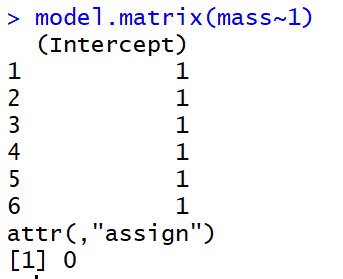 > model.matrix(mass~1)
(Intercept)
1 1
2 1
3 1
4 1
5 1
6 1
attr(,"assign")
[1] 0